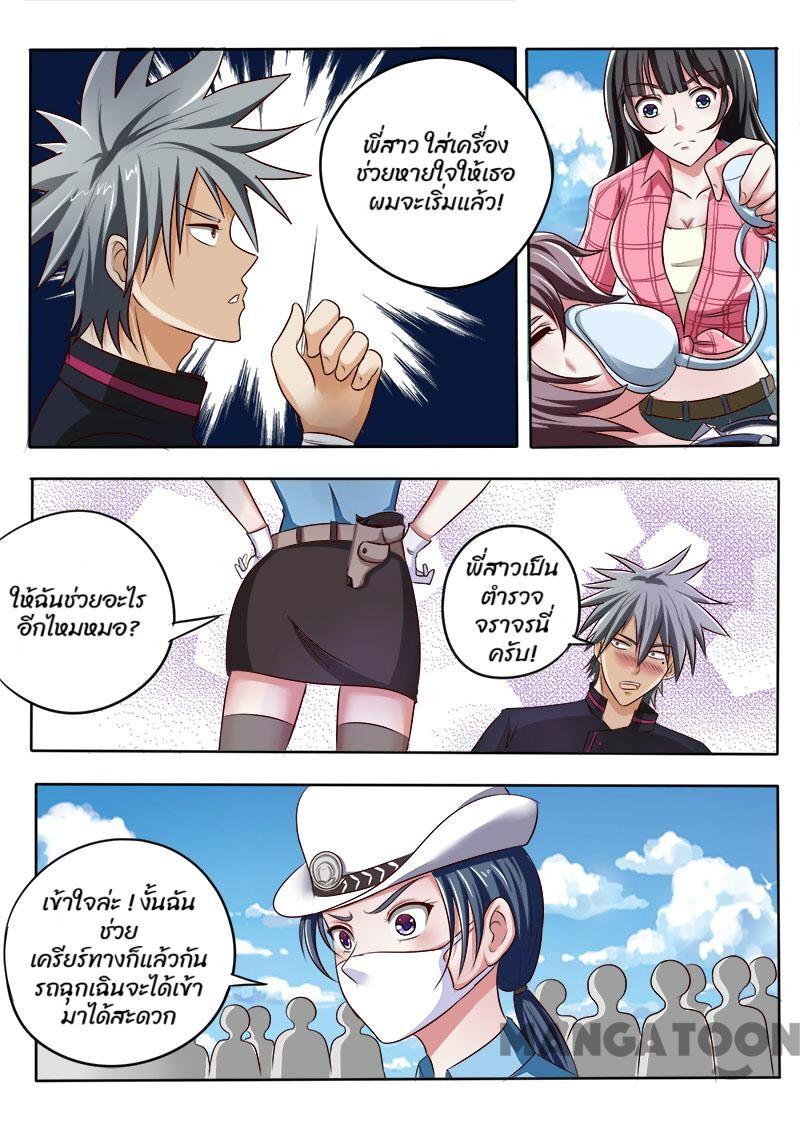 พี่สาว ใส่เครื่อง
ช่วยหายใจให้เธอ
ผมจะเริ่มแล้ว!
ให้ฉันช่วยอะไร
อีกไหมหมอ?
พี่สาวเป็น
ตำรวจ
จราจรนี่
ครับ!
เข้าใจล่ะ ! งั้นฉัน
ช่วย
เครียร์ทางก็แล้วกัน
รถฉุกเฉินจะได้เข้า
มาได้สะดวก
MANGATOON